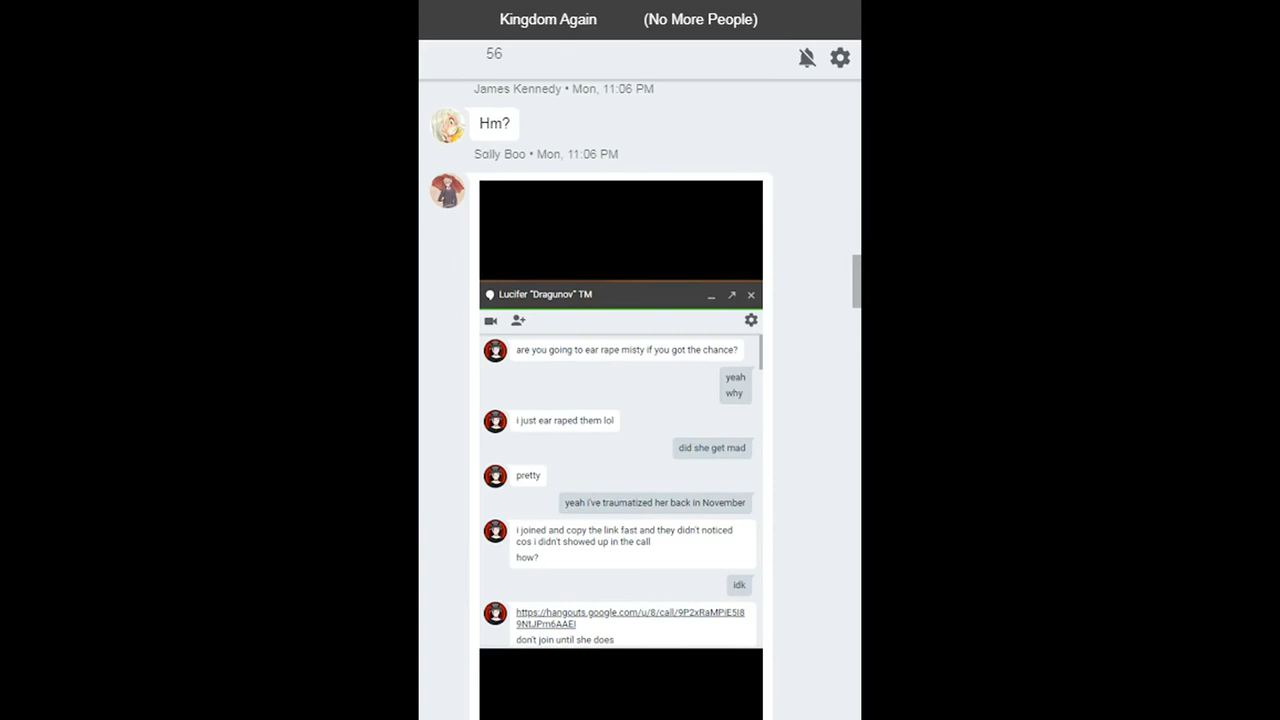 Kingdom Again (No More People)
56
James Kennedy • Mon, 11:06 PM
Hm?
Sally Boo • Mon, 11:06 PM
Lucifer "Dragunov" TM
are you going to ear rape misty if you got the chance?
yeah
why
i just ear raped them lol
did she get mad
pretty
yeah i've traumatized her back in November
i joined and copy the link fast and they didn't noticed
cos i didn't showed up in the call
how?
idk
https://hangouts.google.com/u/8/call/9P2xRaMPiE5I8
9NtJPm6AAEI
don't join until she does